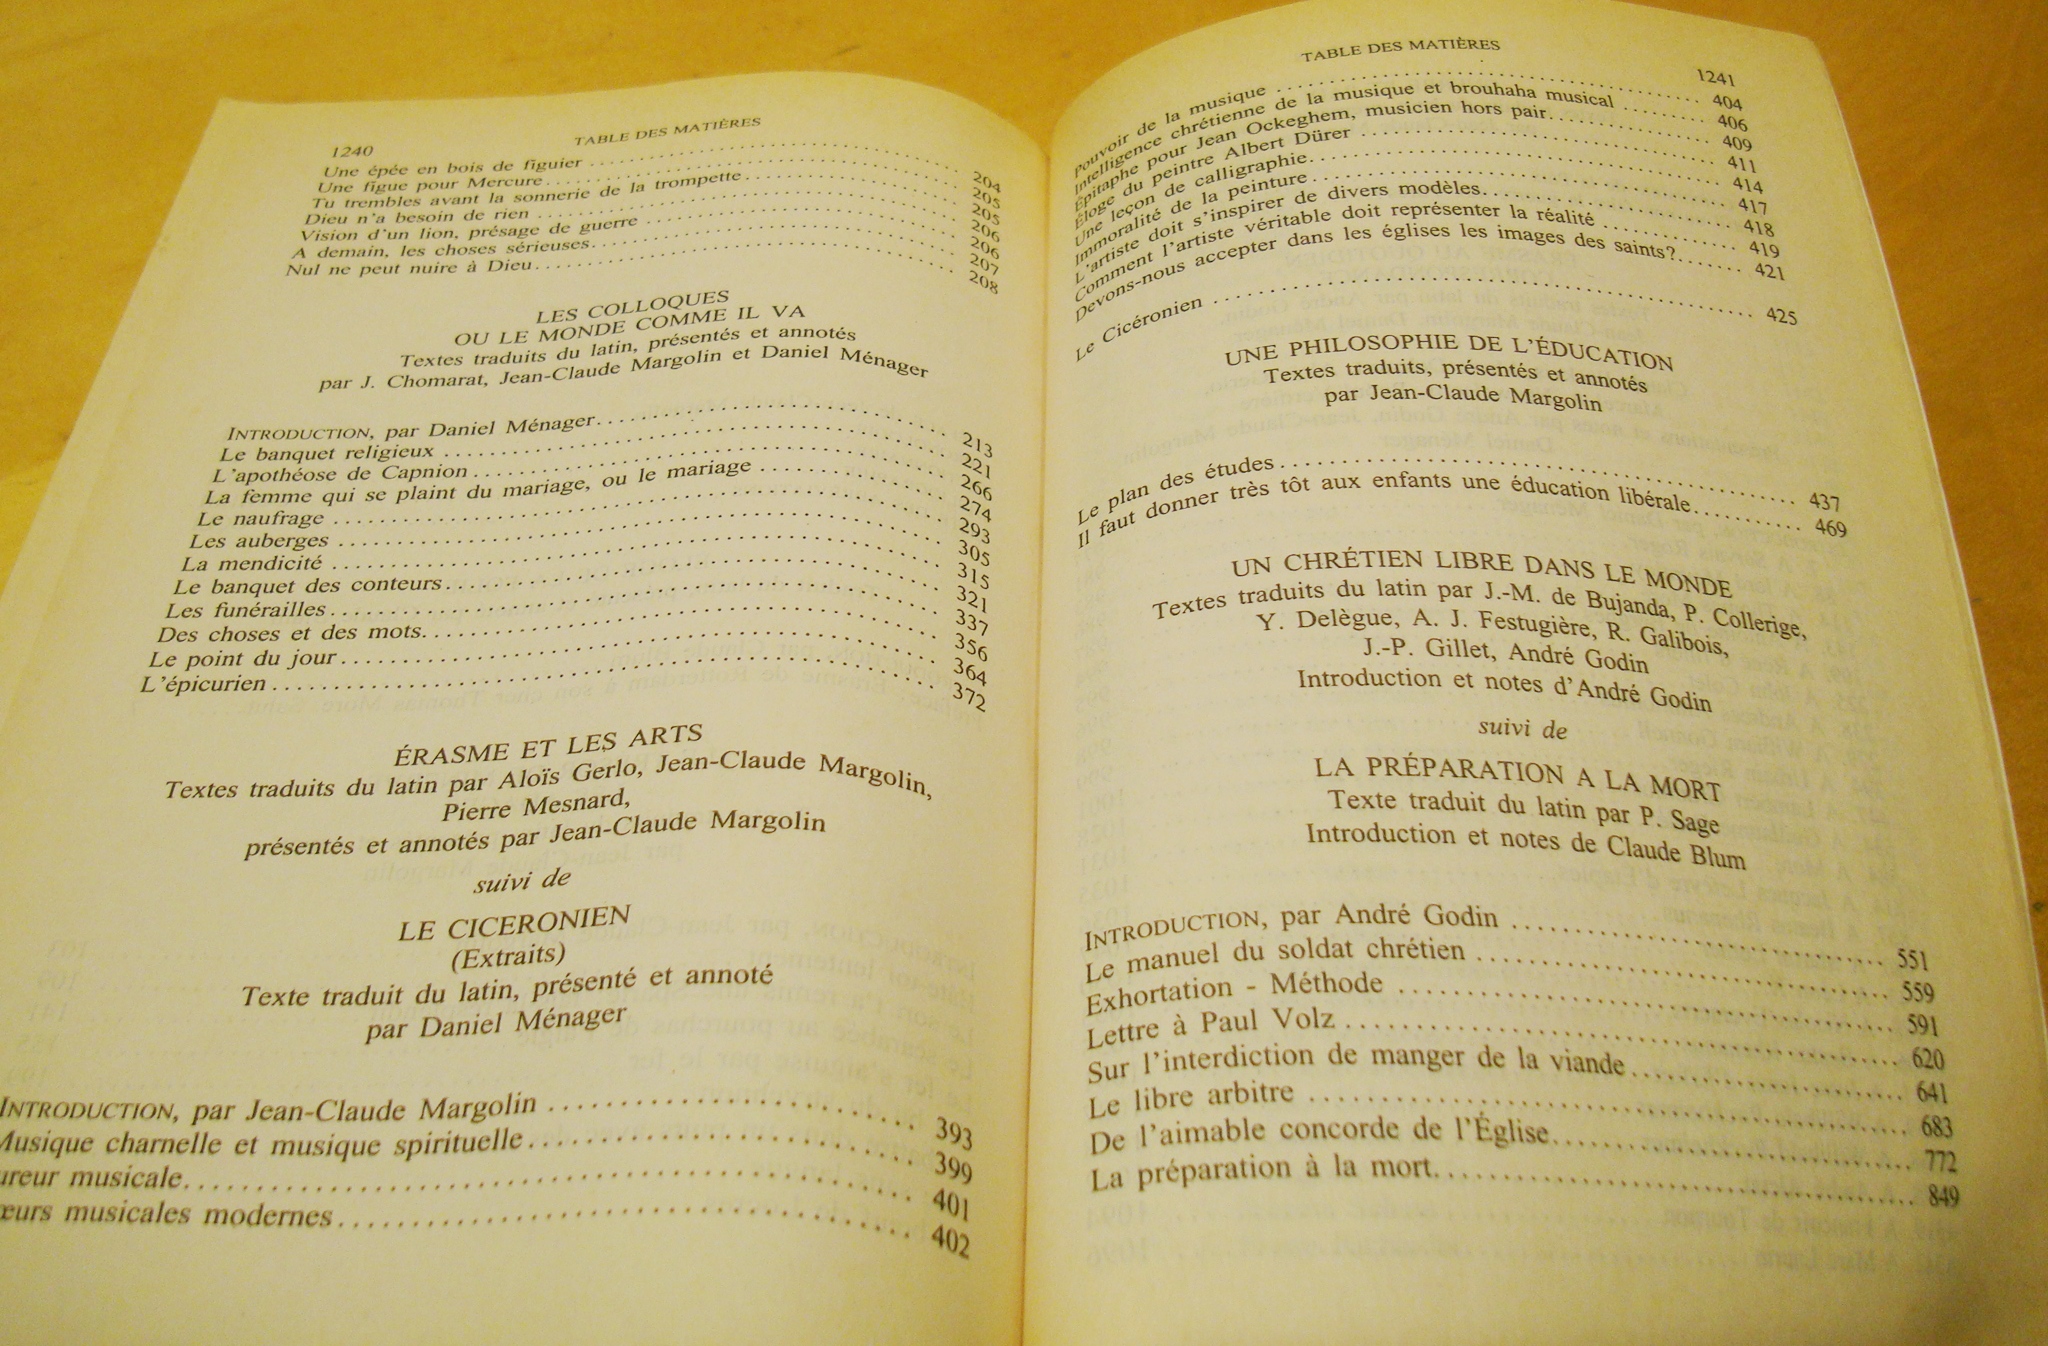 1240
TABLE DES MATIÈRES
Une épée en bois de figuier . . . . . 204
Une figue pour Mercure . . . . . 205
Tu trembles avant la sonnerie de la trompette . . . . . 205
Dieu n'a besoin de rien . . . . . 206
Vision d'un lion, présage de guerre . . . . . 206
A demain, les choses sérieuses . . . . . 207
Nul ne peut nuire à Dieu . . . . . 208
LES COLLOQUES
OU LE MONDE COMME IL VA
Textes traduits du latin, présentés et annotés
par J. Chomarat, Jean-Claude Margolin et Daniel Ménager
INTRODUCTION, par Daniel Ménager . . . . . 213
Le banquet religieux . . . . . 221
L'apothéose de Capnion . . . . . 266
La femme qui se plaint du mariage, ou le mariage . . . . . 274
Le naufrage . . . . . 293
Les auberges . . . . . 305
La mendicité . . . . . 315
Le banquet des conteurs . . . . . 321
Les funérailles . . . . . 337
Des choses et des mots . . . . . 356
Le point du jour . . . . . 364
L'épicurien . . . . . 372
ÉRASME ET LES ARTS
Textes traduits du latin par Aloïs Gerlo, Jean-Claude Margolin,
Pierre Mesnard,
présentés et annotés par Jean-Claude Margolin
suivi de
LE CICERONIEN
(Extraits)
Texte traduit du latin, présenté et annoté
par Daniel Ménager
INTRODUCTION, par Jean-Claude Margolin . . . . . 393
Musique charnelle et musique spirituelle . . . . . 399
ureur musicale . . . . . 401
œurs musicales modernes . . . . . 402
TABLE DES MATIÈRES
1241
Pouvoir de la musique . . . . . 404
Intelligence chrétienne de la musique et brouhaha musical . . . . . 406
Épitaphe pour Jean Ockeghem, musicien hors pair . . . . . 409
Éloge du peintre Albert Dürer . . . . . 411
Une leçon de calligraphie . . . . . 414
Immoralité de la peinture . . . . . 417
L'artiste doit s'inspirer de divers modèles . . . . . 418
Comment l'artiste véritable doit représenter la réalité . . . . . 419
Devons-nous accepter dans les églises les images des saints? . . . . . 421
Le Cicéronien . . . . . 425
UNE PHILOSOPHIE DE L'ÉDUCATION
Textes traduits, présentés et annotés
par Jean-Claude Margolin
Le plan des études . . . . . 437
Il faut donner très tôt aux enfants une éducation libérale . . . . . 469
UN CHRÉTIEN LIBRE DANS LE MONDE
Textes traduits du latin par J.-M. de Bujanda, P. Collerige,
Y. Delègue, A. J. Festugière, R. Galibois,
J.-P. Gillet, André Godin
Introduction et notes d'André Godin
suivi de
LA PRÉPARATION A LA MORT
Texte traduit du latin par P. Sage
Introduction et notes de Claude Blum
INTRODUCTION, par André Godin . . . . . 551
Le manuel du soldat chrétien . . . . . 559
Exhortation - Méthode . . . . . 591
Lettre à Paul Volz . . . . . 620
Sur l'interdiction de manger de la viande . . . . . 641
Le libre arbitre . . . . . 683
De l'aimable concorde de l'Église . . . . . 772
La préparation à la mort . . . . . 849